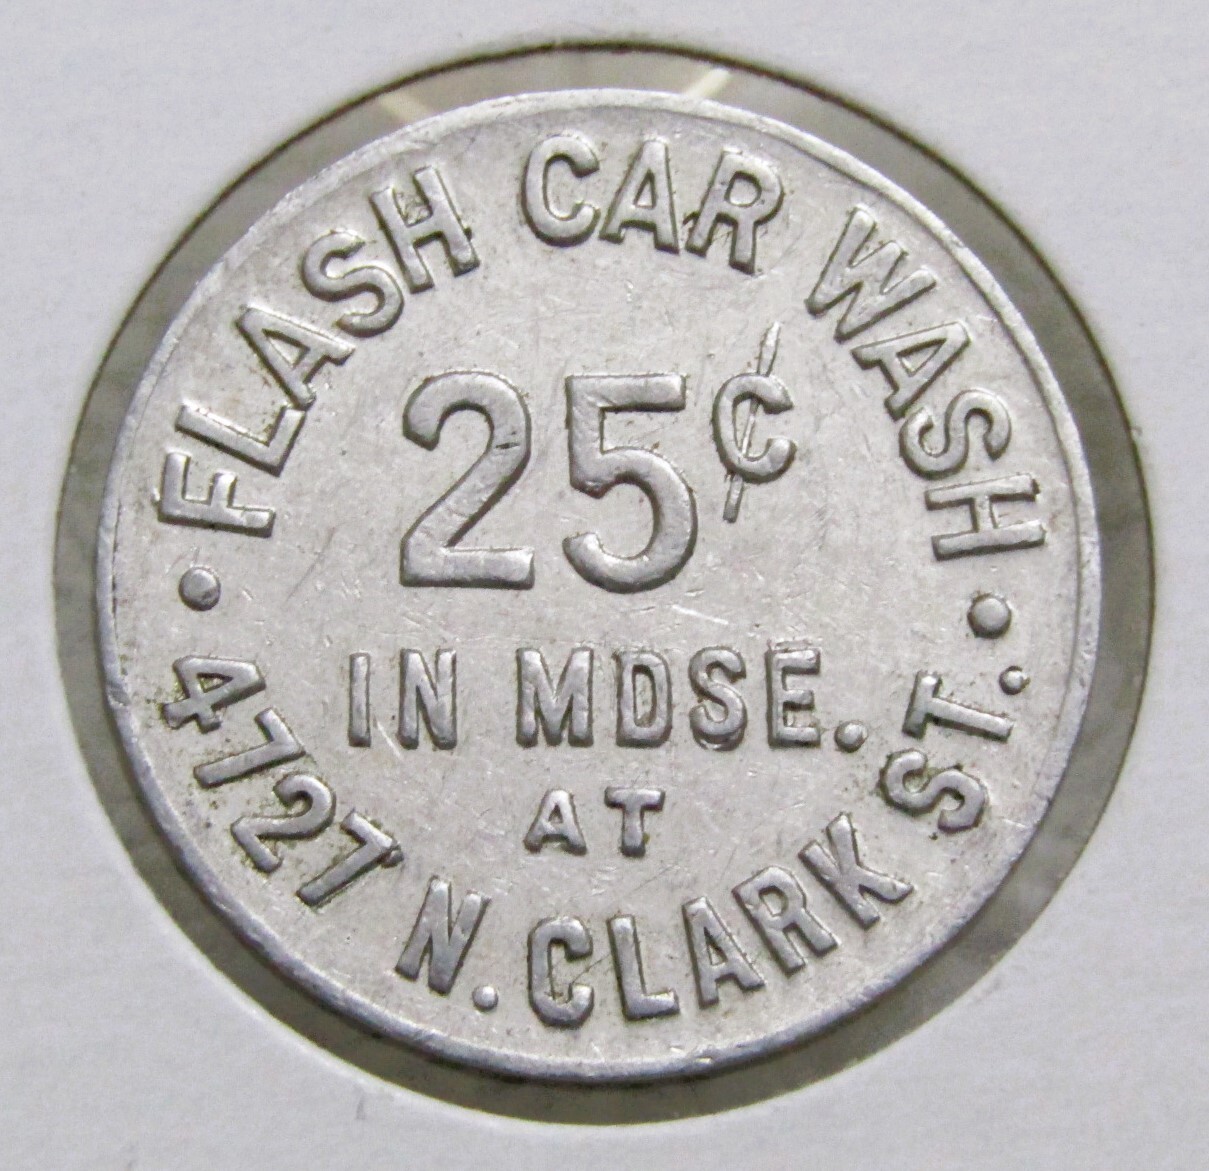 FLASH CAR WASH
25¢
IN MDSE.
AT
4727 N. CLARK ST.